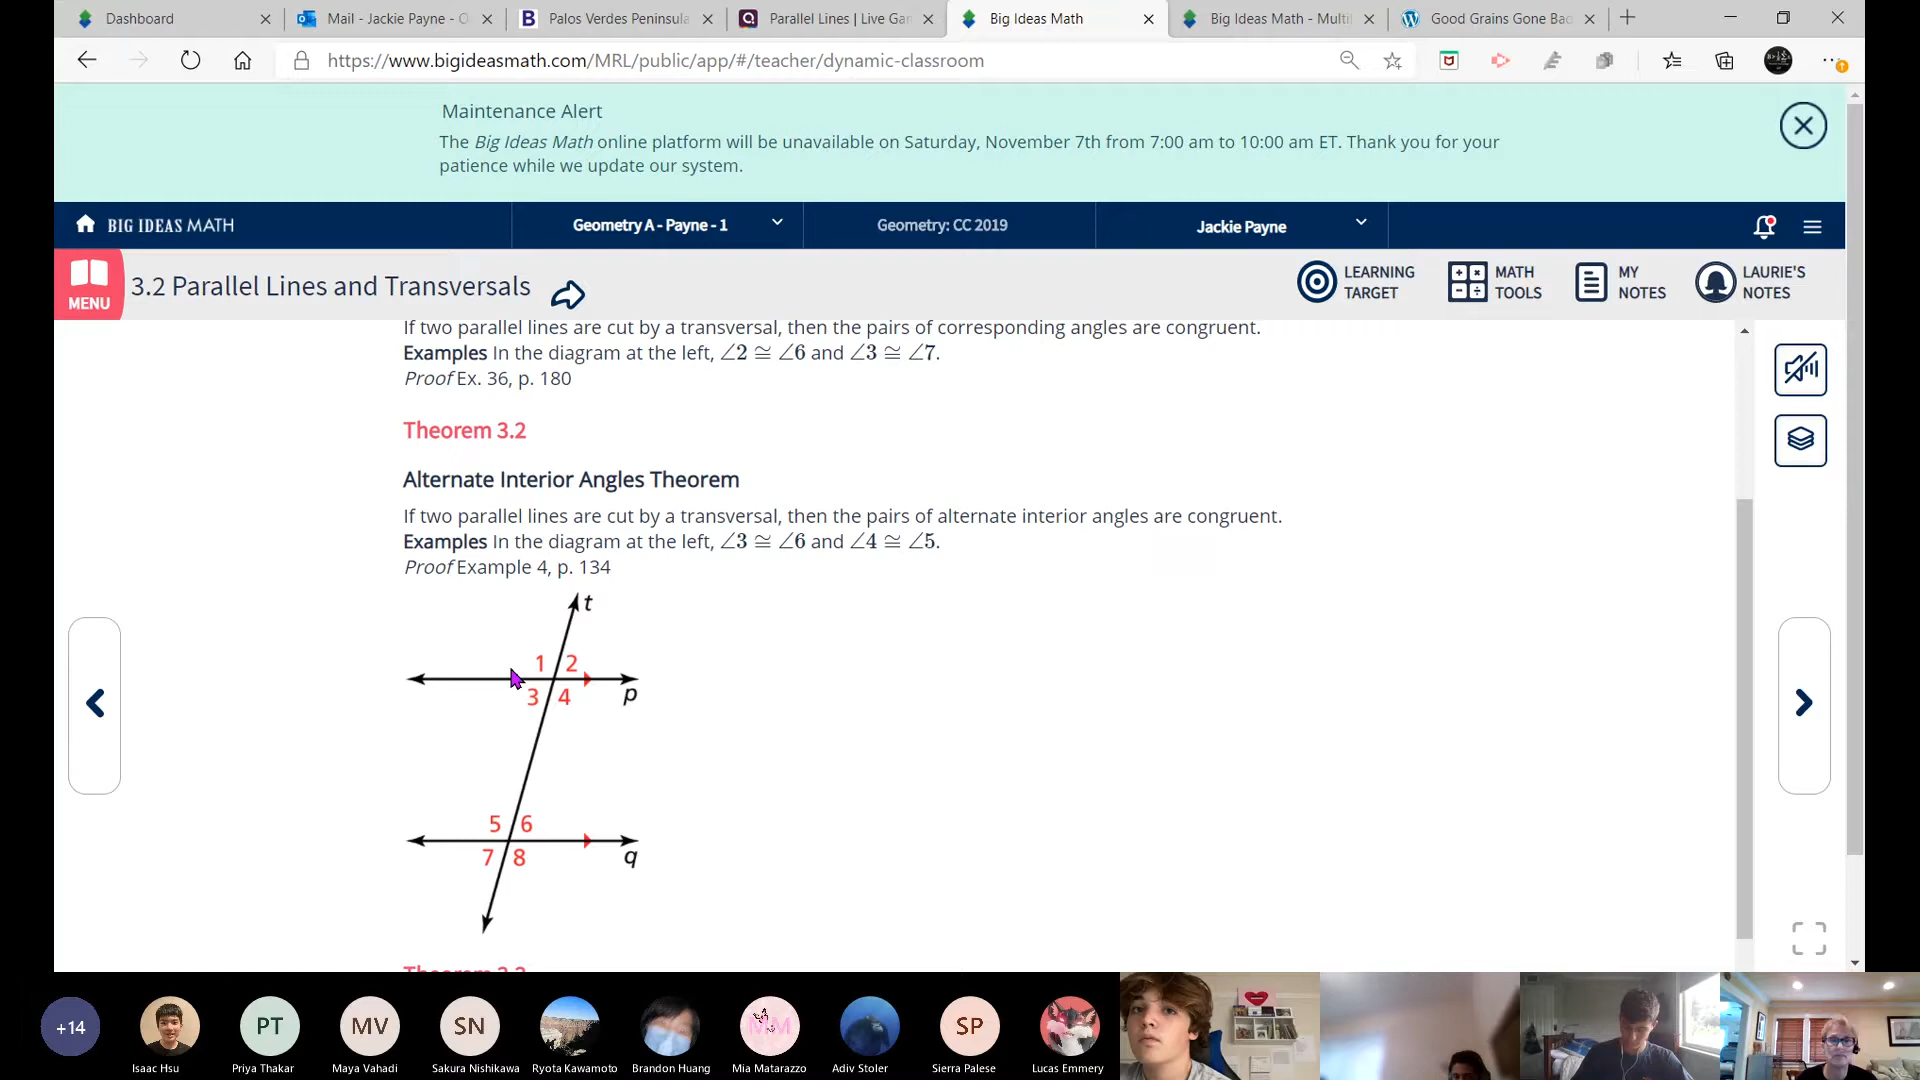 Dashboard
Mail - Jackie Payne - O
Palos Verdes Peninsula
Parallel Lines | Live Gam
Big Ideas Math
Big Ideas Math - Multi
Good Grains Gone Bad
https://www.bigideasmath.com/MRL/public/app/#/teacher/dynamic-classroom
Maintenance Alert
The Big Ideas Math online platform will be unavailable on Saturday, November 7th from 7:00 am to 10:00 am ET. Thank you for your
patience while we update our system.
BIG IDEAS MATH
Geometry A - Payne - 1
Geometry: CC 2019
Jackie Payne
MENU
3.2 Parallel Lines and Transversals
LEARNING
TARGET
MATH
TOOLS
MY
NOTES
LAURIE'S
NOTES
If two parallel lines are cut by a transversal, then the pairs of corresponding angles are congruent.
Examples In the diagram at the left, ∠2 ≅ ∠6 and ∠3 ≅ ∠7.
Proof Ex. 36, p. 180
Theorem 3.2
Alternate Interior Angles Theorem
If two parallel lines are cut by a transversal, then the pairs of alternate interior angles are congruent.
Examples In the diagram at the left, ∠3 ≅ ∠6 and ∠4 ≅ ∠5.
Proof Example 4, p. 134
t
1 2
3 4
p
5 6
7 8
q
+14
PT
MV
SN
MM
SP
Isaac Hsu
Priya Thakar
Maya Vahadi
Sakura Nishikawa
Ryota Kawamoto
Brandon Huang
Mia Matarazzo
Adiv Stoler
Sierra Palese
Lucas Emmery